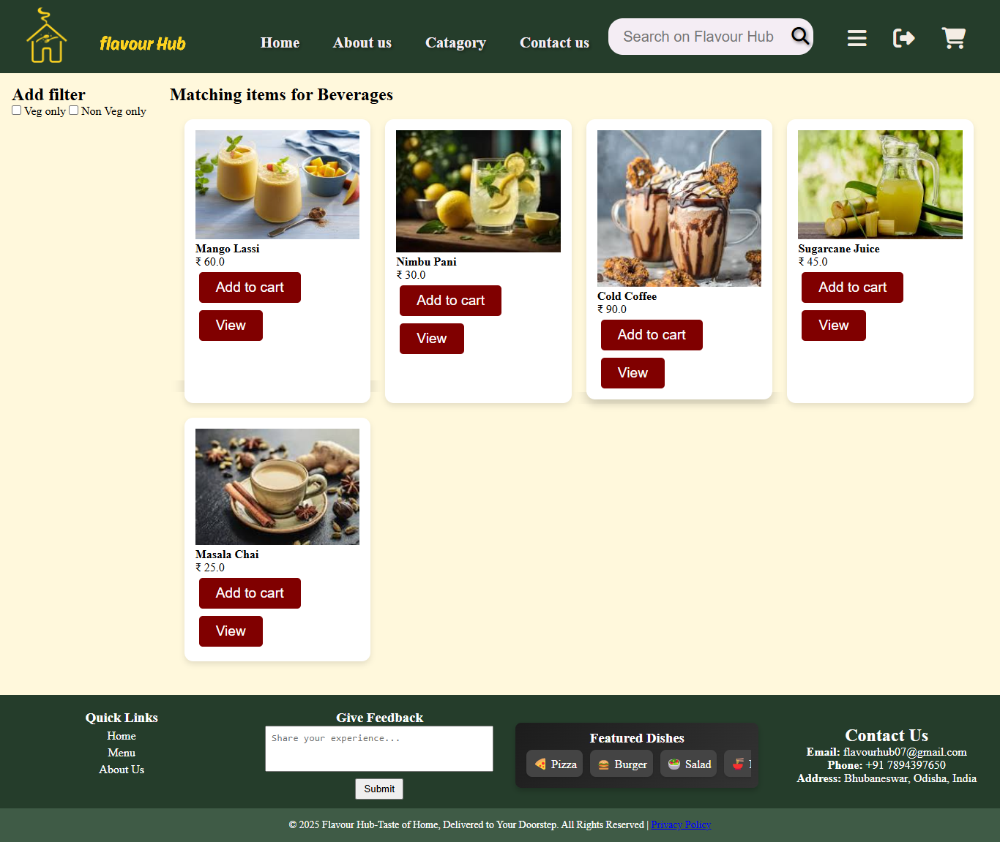 flavour Hub
Home About us Catagory Contact us
Search on Flavour Hub
Add filter
Veg only Non Veg only
Matching items for Beverages
Mango Lassi
₹ 60.0
Add to cart
View
Nimbu Pani
₹ 30.0
Add to cart
View
Cold Coffee
₹ 90.0
Add to cart
View
Sugarcane Juice
₹ 45.0
Add to cart
View
Masala Chai
₹ 25.0
Add to cart
View
Quick Links
Home
Menu
About Us
Give Feedback
Share your experience...
Submit
Featured Dishes
Pizza Burger Salad
Contact Us
Email: flavourhub07@gmail.com
Phone: +91 7894397650
Address: Bhubaneswar, Odisha, India
© 2025 Flavour Hub-Taste of Home, Delivered to Your Doorstep. All Rights Reserved | Privacy Policy